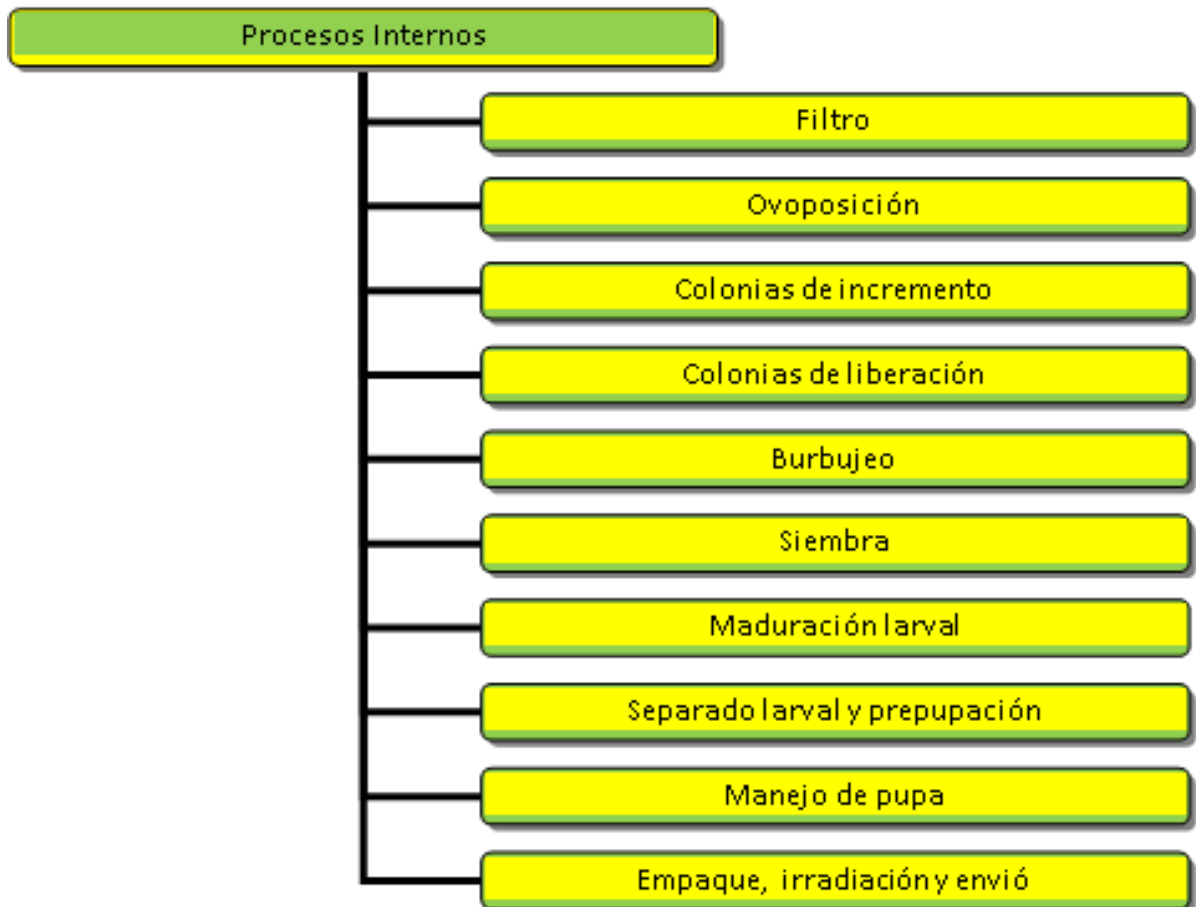 Procesos Internos
Filtro
Ovoposición
Colonias de incremento
Colonias de liberación
Burbujeo
Siembra
Maduración larval
Separado larval y prepupación
Manejo de pupa
Empaque, irradiación y envió